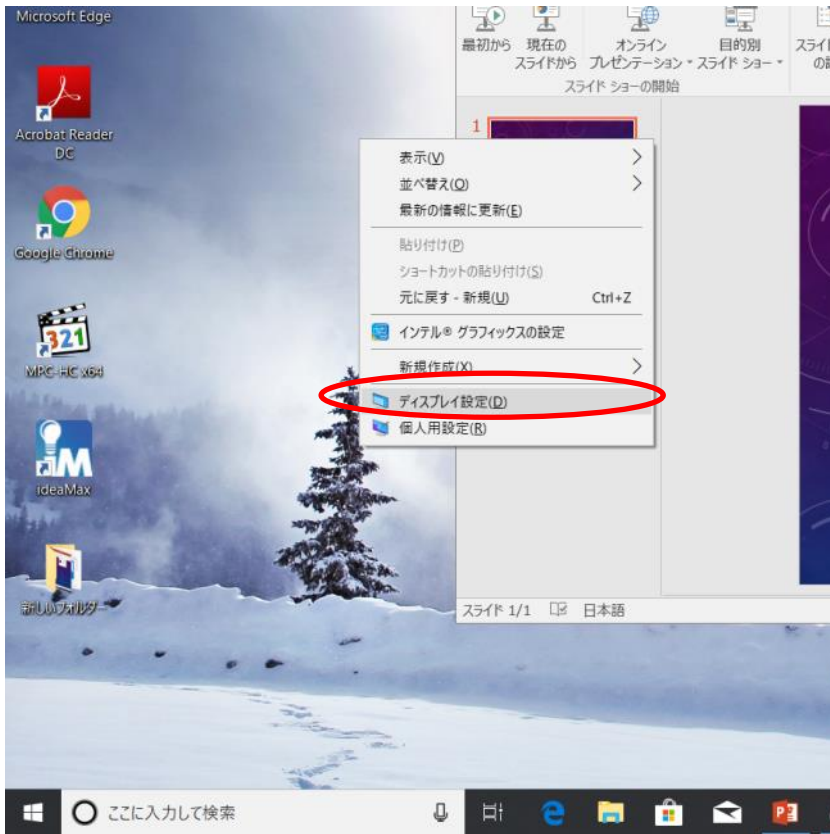 Microsoft Edge
Acrobat Reader
DC
Google Chrome
321
MPC-HC x64
ideaMax
新しいフォルダー
最初から
現在の
スライドから
オンライン
プレゼンテーション
目的別
スライド ショー
スライド ショーの開始
1
表示(V)
並べ替え(O)
最新の情報に更新(E)
貼り付け(P)
ショートカットの貼り付け(S)
元に戻す - 新規(U) Ctrl+Z
インテル® グラフィックスの設定
新規作成(X)
ディスプレイ設定(D)
個人用設定(R)
スライド 1/1 日本語
ここに入力して検索